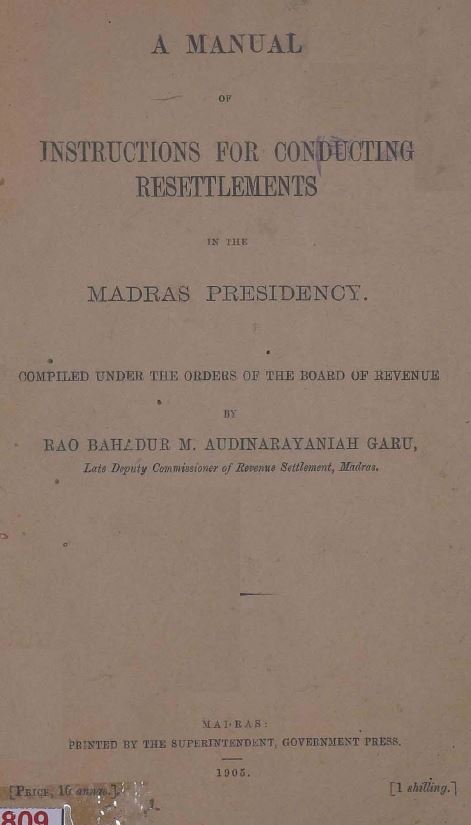 A MANUAL
OF
INSTRUCTIONS FOR CONDUCTING
RESETTLEMENTS
IN THE
MADRAS PRESIDENCY.
COMPILED UNDER THE ORDERS OF THE BOARD OF REVENUE
BY
RAO BAHADUR M. AUDINARAYANIAH GARU,
Late Deputy Commissioner of Revenue Settlement, Madras.
MADRAS:
PRINTED BY THE SUPERINTENDENT, GOVERNMENT PRESS.
1905.
[PRICE, 16 annas.] [1 shilling.]
809